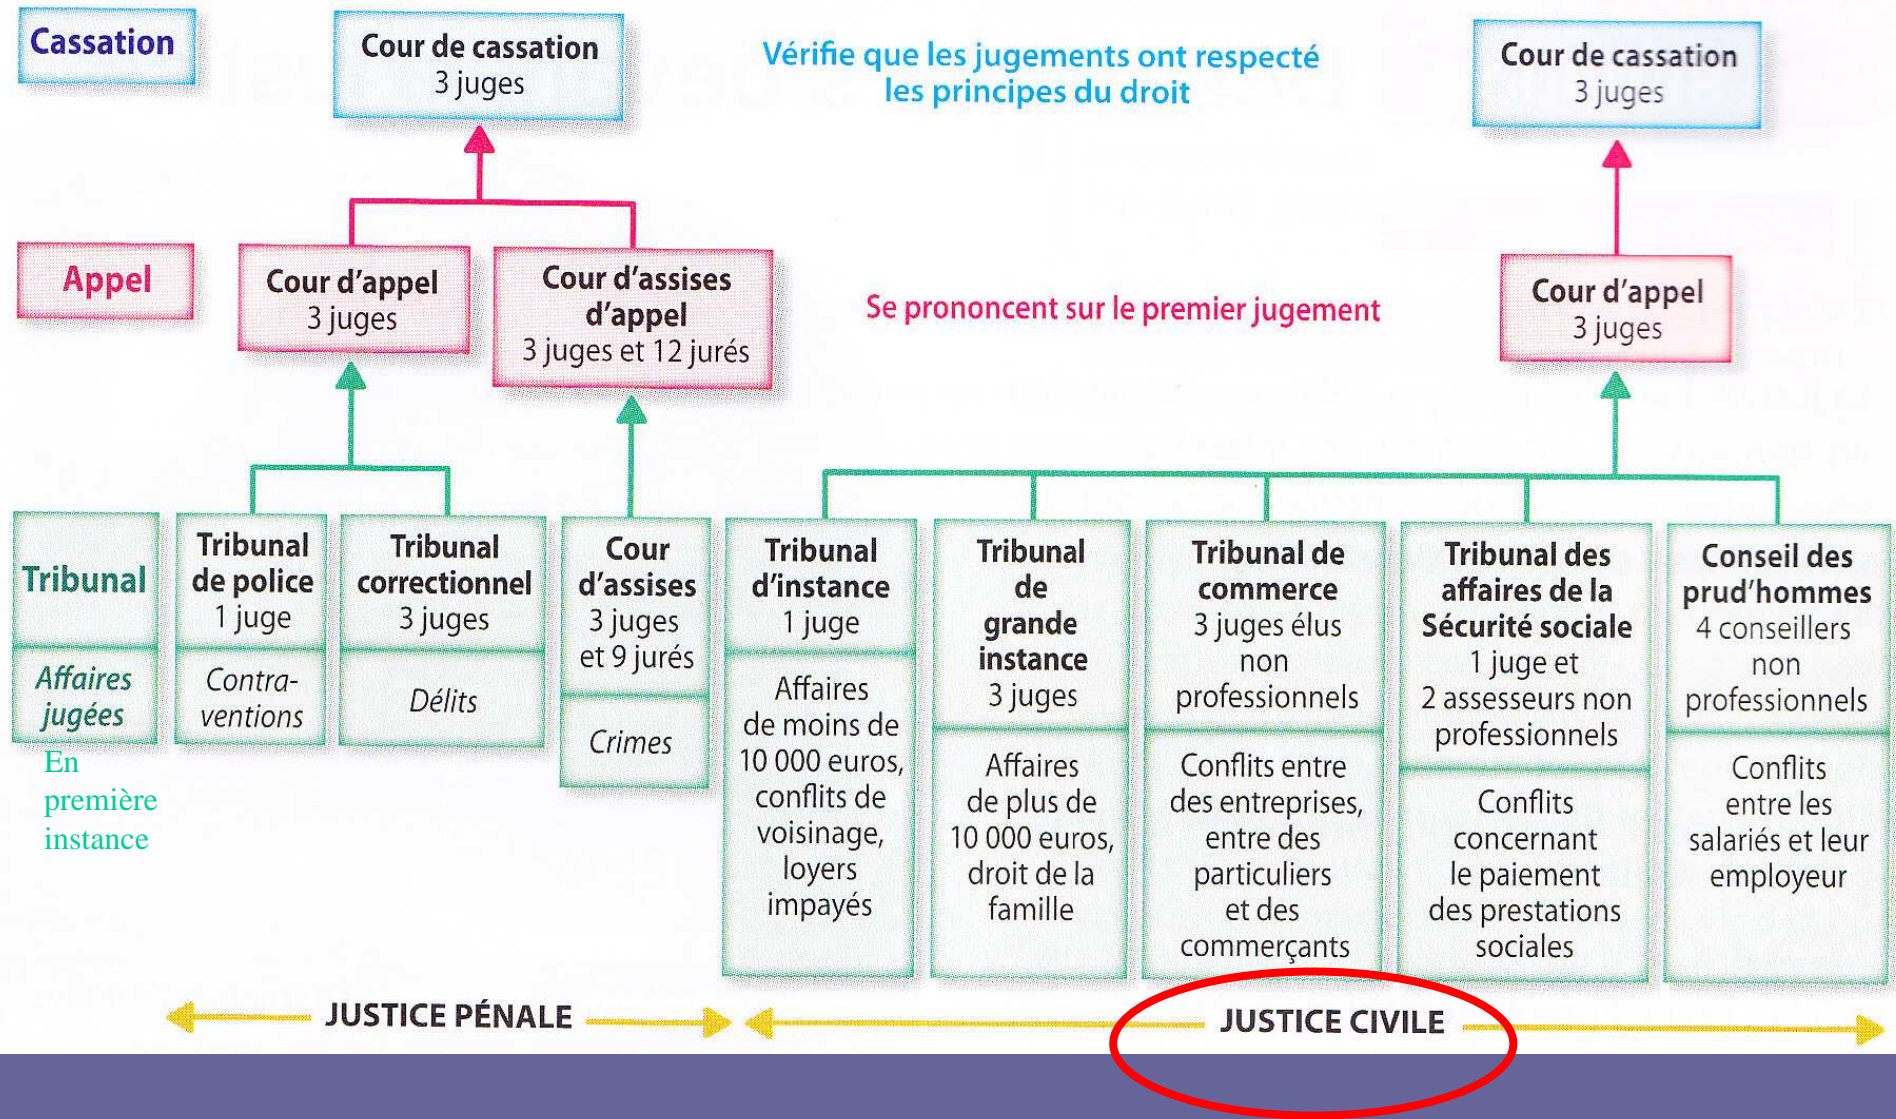 Cassation
Cour de cassation
3 juges
Vérifie que les jugements ont respecté
les principes du droit
Cour de cassation
3 juges
Appel
Cour d'appel
3 juges
Cour d'assises
d'appel
3 juges et 12 jurés
Se prononcent sur le premier jugement
Cour d'appel
3 juges
Tribunal
Affaires
jugées
En
première
instance
Tribunal
de police
1 juge
Contra-
ventions
Tribunal
correctionnel
3 juges
Délits
Cour
d'assises
3 juges
et 9 jurés
Crimes
Tribunal
d'instance
1 juge
Affaires
de moins de
10 000 euros,
conflits de
voisinage,
loyers
impayés
Tribunal
de
grande
instance
3 juges
Affaires
de plus de
10 000 euros,
droit de la
famille
Tribunal de
commerce
3 juges élus
non
professionnels
Conflits entre
des entreprises,
entre des
particuliers
et des
commerçants
Tribunal des
affaires de la
Sécurité sociale
1 juge et
2 assesseurs non
professionnels
Conflits
concernant
le paiement
des prestations
sociales
Conseil des
prud'hommes
4 conseillers
non
professionnels
Conflits
entre les
salariés et leur
employeur
JUSTICE PÉNALE
JUSTICE CIVILE